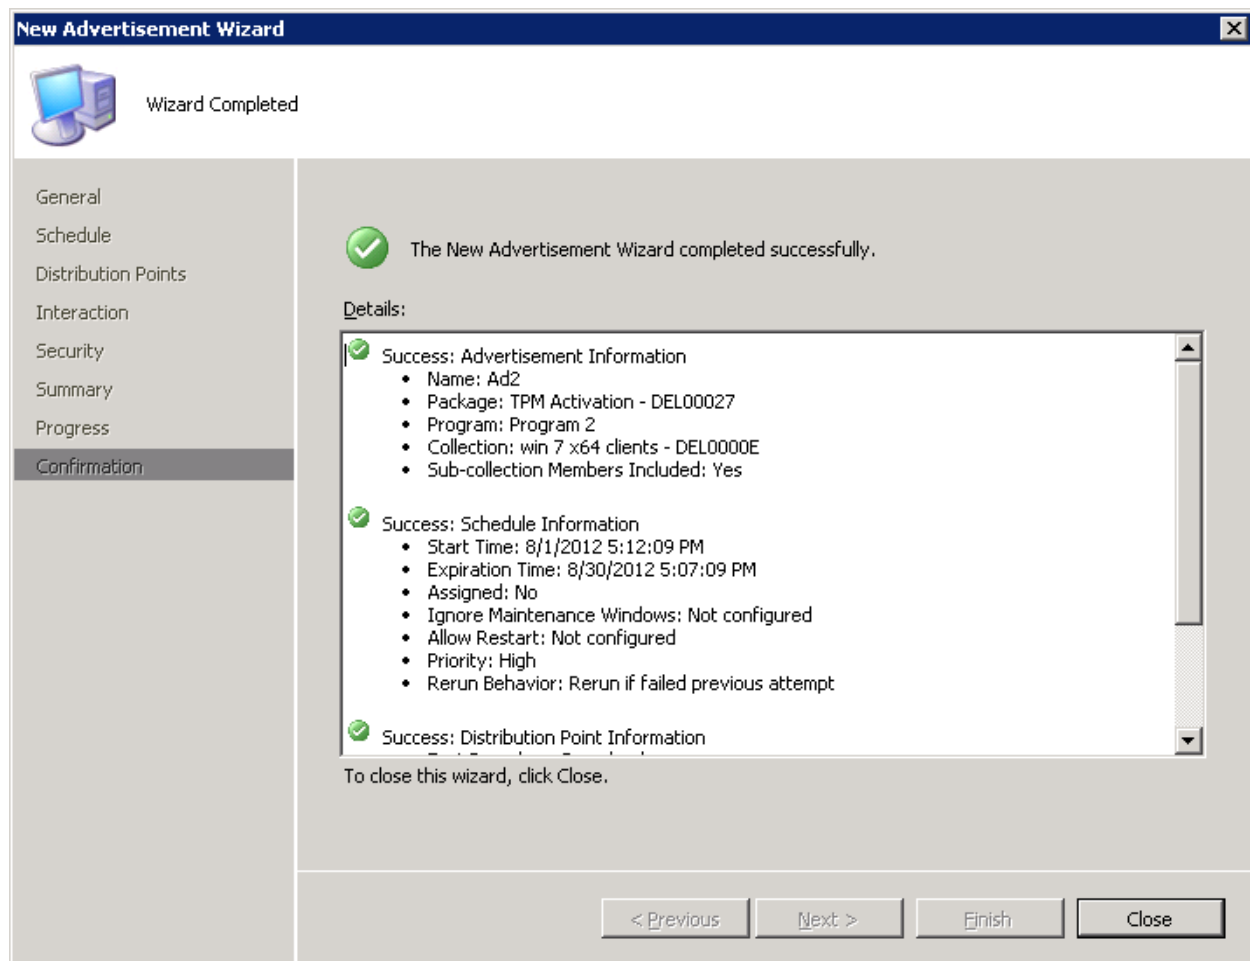 New Advertisement Wizard
Wizard Completed
General
Schedule
Distribution Points
Interaction
Security
Summary
Progress
Confirmation
The New Advertisement Wizard completed successfully.
Details:
Success: Advertisement Information
• Name: Ad2
• Package: TPM Activation - DEL00027
• Program: Program 2
• Collection: win 7 x64 clients - DEL0000E
• Sub-collection Members Included: Yes
Success: Schedule Information
• Start Time: 8/1/2012 5:12:09 PM
• Expiration Time: 8/30/2012 5:07:09 PM
• Assigned: No
• Ignore Maintenance Windows: Not configured
• Allow Restart: Not configured
• Priority: High
• Rerun Behavior: Rerun if failed previous attempt
Success: Distribution Point Information
To close this wizard, click Close.
< Previous
Next >
Finish
Close